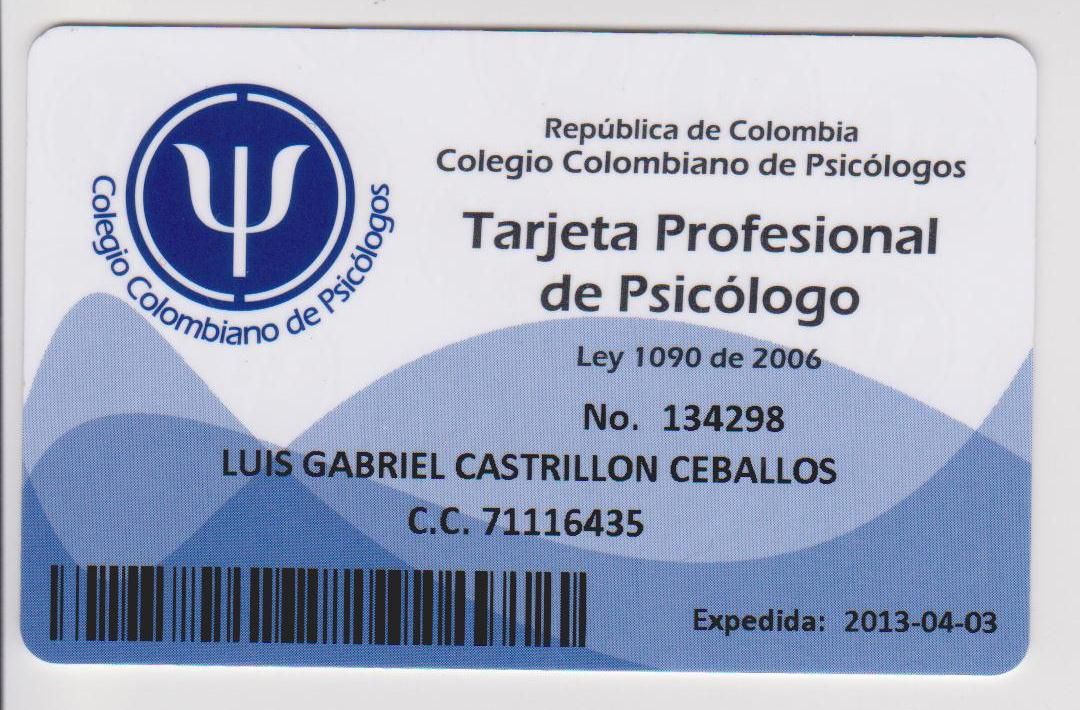 República de Colombia
Colegio Colombiano de Psicólogos
Tarjeta Profesional
de Psicólogo
Ley 1090 de 2006
No. 134298
LUIS GABRIEL CASTRILLON CEBALLOS
C.C. 71116435
Expedida: 2013-04-03
Colegio Colombiano de Psicólogos